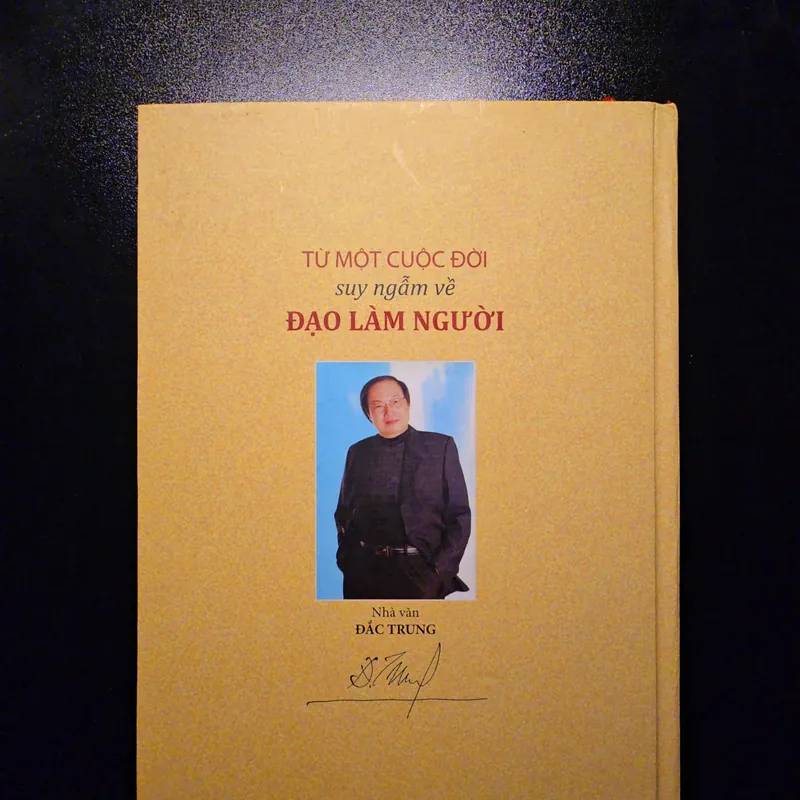 TỪ MỘT CUỘC ĐỜI
suy ngẫm về
ĐẠO LÀM NGƯỜI
Nhà văn
ĐẮC TRUNG